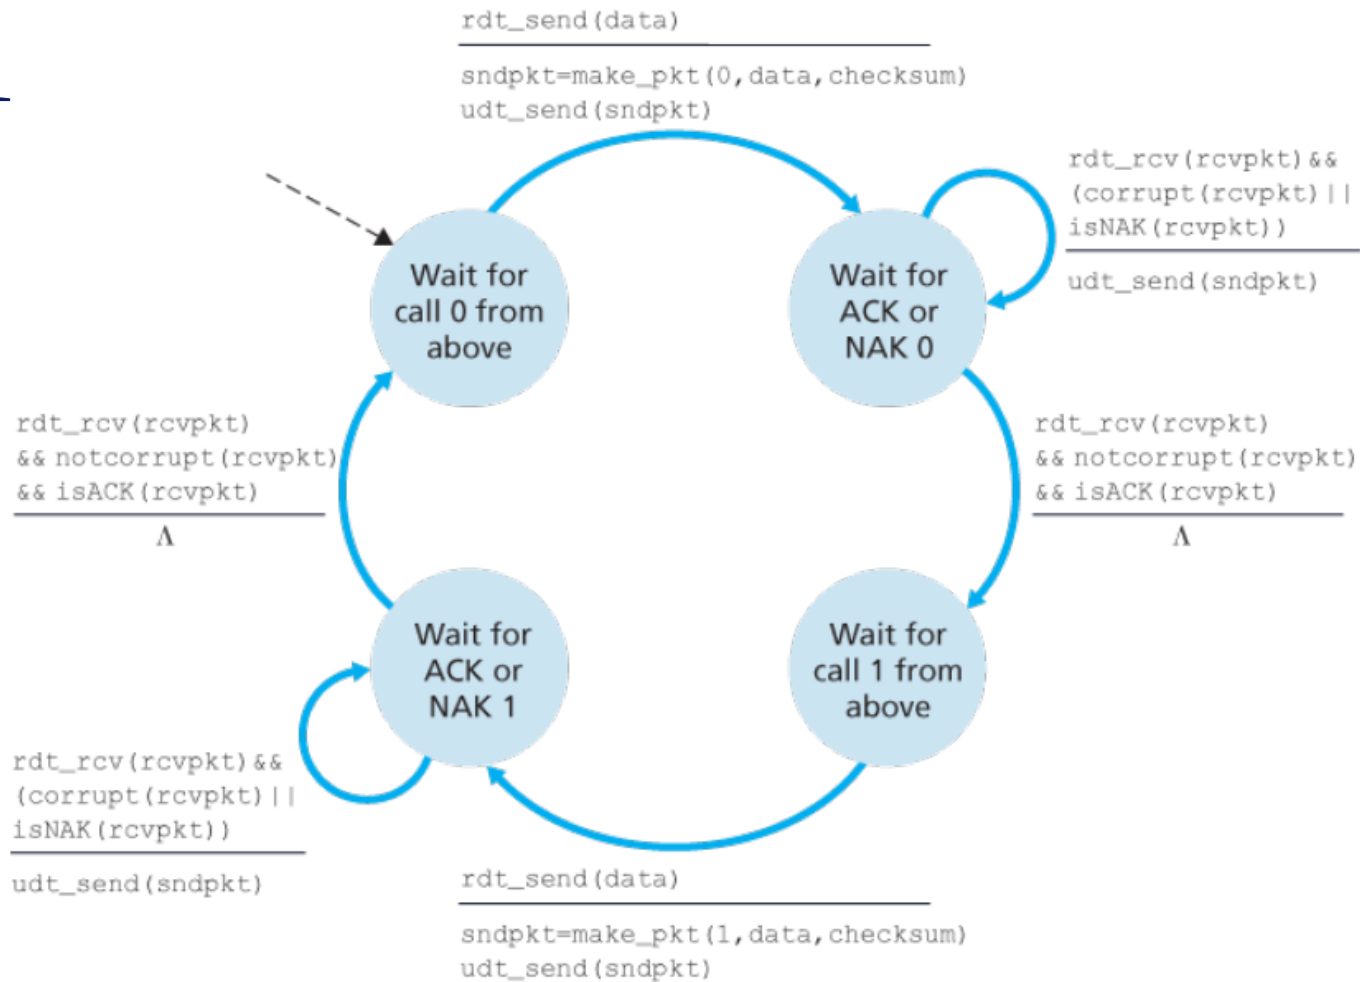 rdt_send(data)
sndpkt=make_pkt(0,data,checksum)
udt_send(sndpkt)
rdt_rcv(rcvpkt)&&
(corrupt(rcvpkt)||
isNAK(rcvpkt))
udt_send(sndpkt)
Wait for
call 0 from
above
Wait for
ACK or
NAK 0
rdt_rcv(rcvpkt)
&& notcorrupt(rcvpkt)
&& isACK(rcvpkt)
Λ
rdt_rcv(rcvpkt)
&& notcorrupt(rcvpkt)
&& isACK(rcvpkt)
Λ
Wait for
ACK or
NAK 1
Wait for
call 1 from
above
rdt_rcv(rcvpkt)&&
(corrupt(rcvpkt)||
isNAK(rcvpkt))
udt_send(sndpkt)
rdt_send(data)
sndpkt=make_pkt(1,data,checksum)
udt_send(sndpkt)